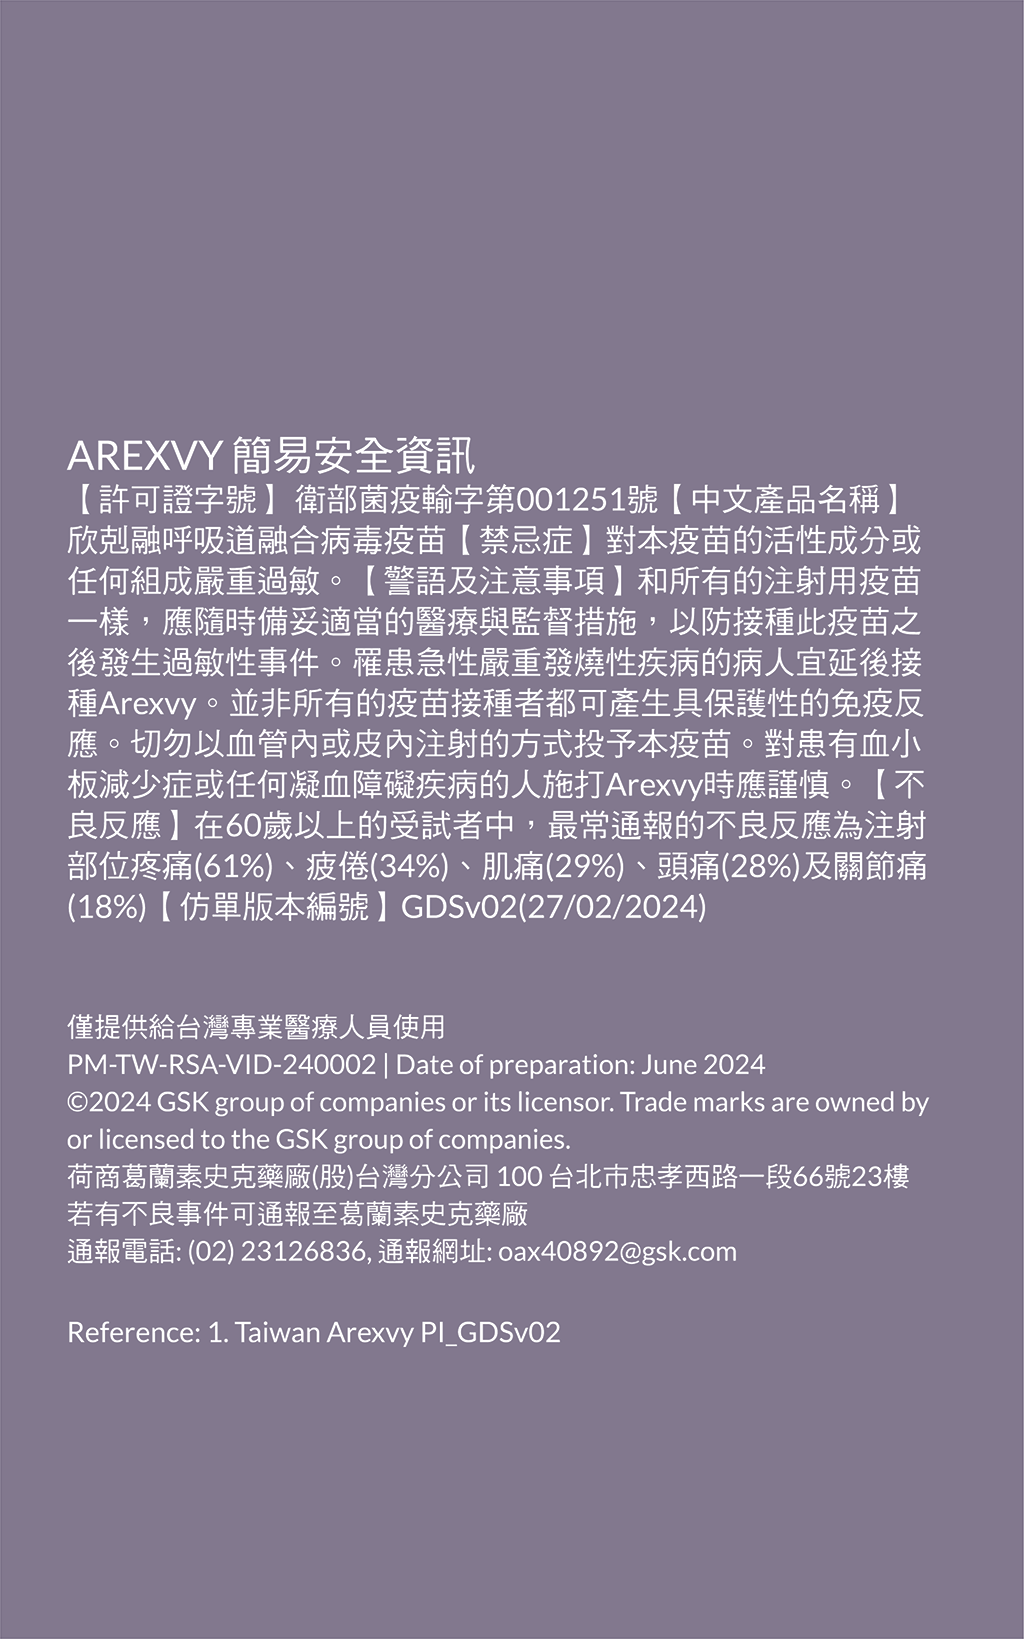 AREXVY 簡易安全資訊
【許可證字號】 衛部菌疫輸字第001251號【中文產品名稱】
欣剋融呼吸道融合病毒疫苗【禁忌症】對本疫苗的活性成分或
任何組成嚴重過敏。【警語及注意事項】和所有的注射用疫苗
一樣，應隨時備妥適當的醫療與監督措施，以防接種此疫苗之
後發生過敏性事件。罹患急性嚴重發燒性疾病的病人宜延後接
種Arexvy。並非所有的疫苗接種者都可產生具保護性的免疫反
應。切勿以血管內或皮內注射的方式投予本疫苗。對患有血小
板減少症或任何凝血障礙疾病的人施打Arexvy時應謹慎。【不
良反應】在60歲以上的受試者中，最常通報的不良反應為注射
部位疼痛(61%)、疲倦(34%)、肌痛(29%)、頭痛(28%)及關節痛
(18%)【仿單版本編號】GDSv02(27/02/2024)
僅提供給台灣專業醫療人員使用
PM-TW-RSA-VID-240002 | Date of preparation: June 2024
©2024 GSK group of companies or its licensor. Trade marks are owned by
or licensed to the GSK group of companies.
荷商葛蘭素史克藥廠(股)台灣分公司 100 台北市忠孝西路一段66號23樓
若有不良事件可通報至葛蘭素史克藥廠
通報電話: (02) 23126836, 通報網址: oax40892@gsk.com
Reference: 1. Taiwan Arexvy PI_GDSv02